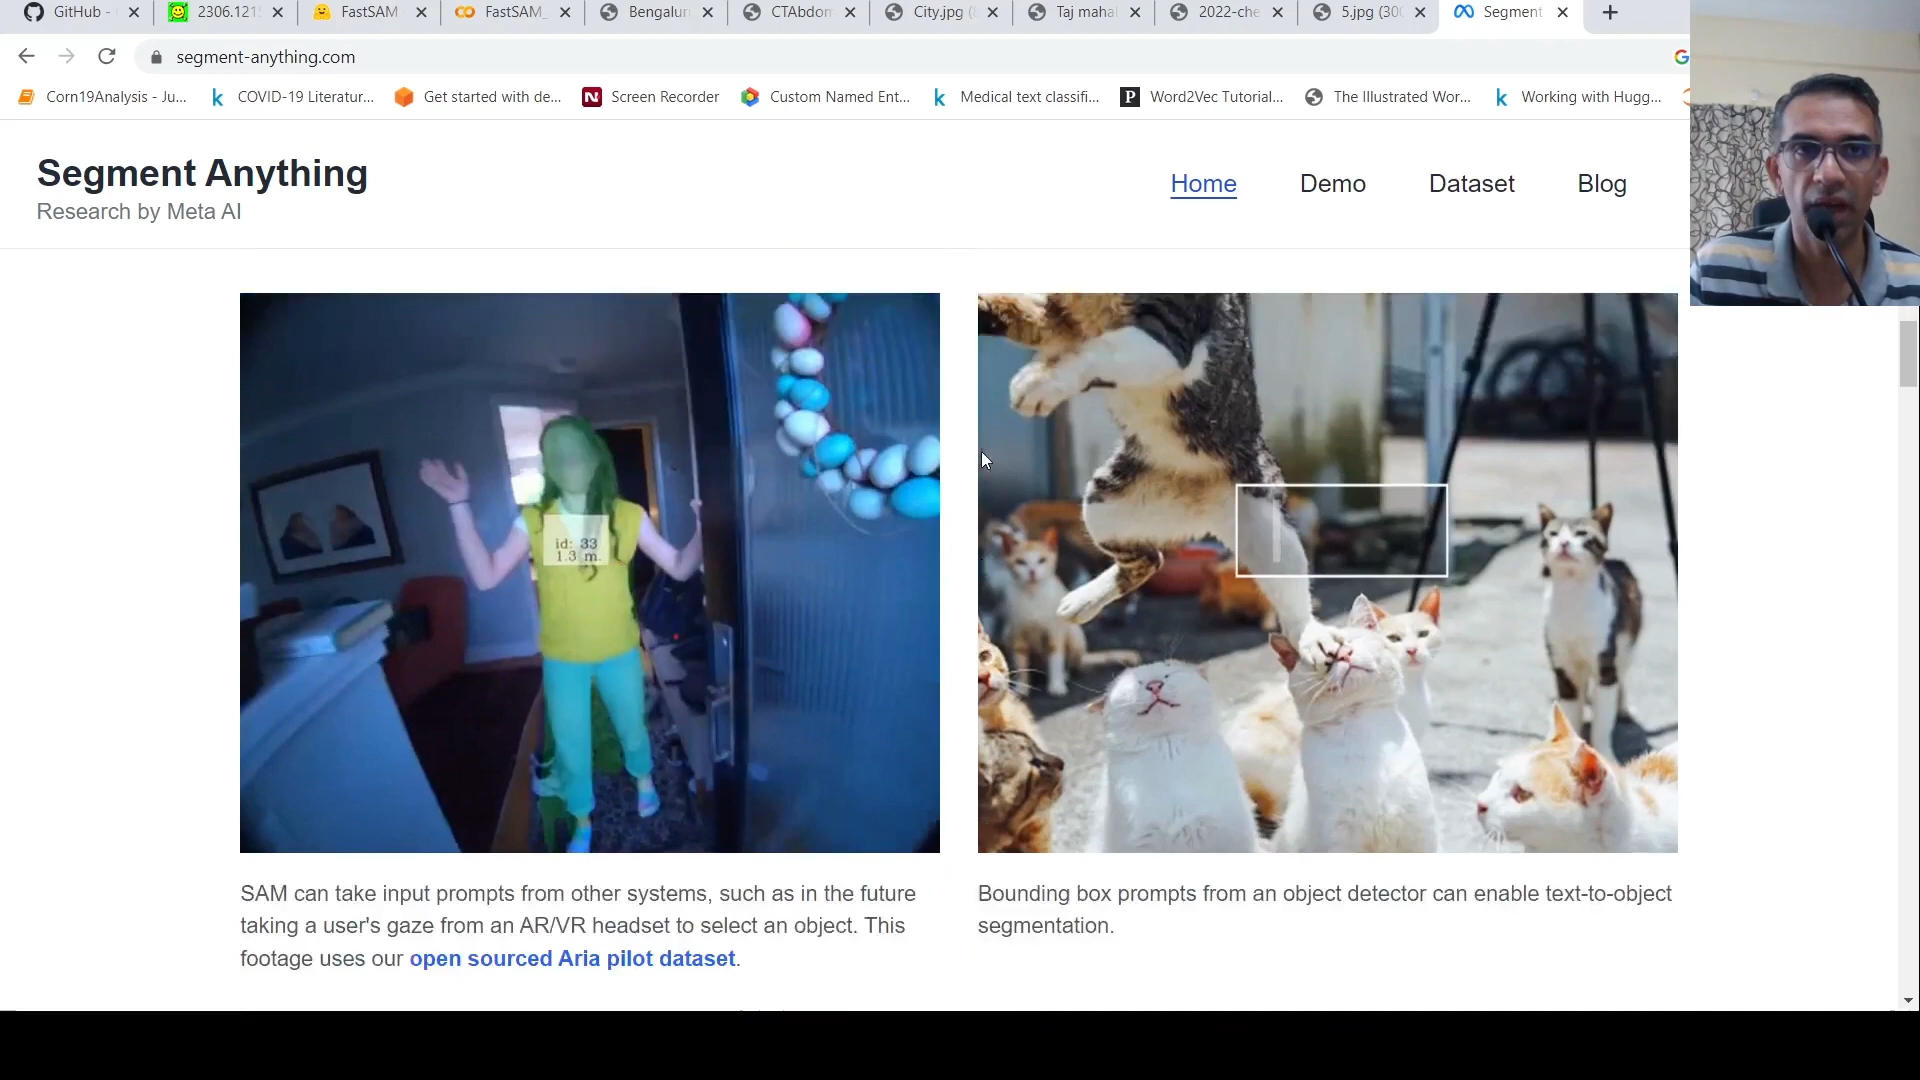 GitHub -
2306.121
FastSAM
FastSAM_
Bengalur
CTAbdom
City.jpg (
Taj mahal
2022-che
5.jpg (300
Segment
segment-anything.com
Corn19Analysis - Ju...
COVID-19 Literatur...
Get started with de...
Screen Recorder
Custom Named Ent...
Medical text classifi...
Word2Vec Tutorial...
The Illustrated Wor...
Working with Hugg...
Segment Anything
Research by Meta AI
Home
Demo
Dataset
Blog
id: 33
1.3 m.
SAM can take input prompts from other systems, such as in the future
taking a user's gaze from an AR/VR headset to select an object. This
footage uses our open sourced Aria pilot dataset.
Bounding box prompts from an object detector can enable text-to-object
segmentation.